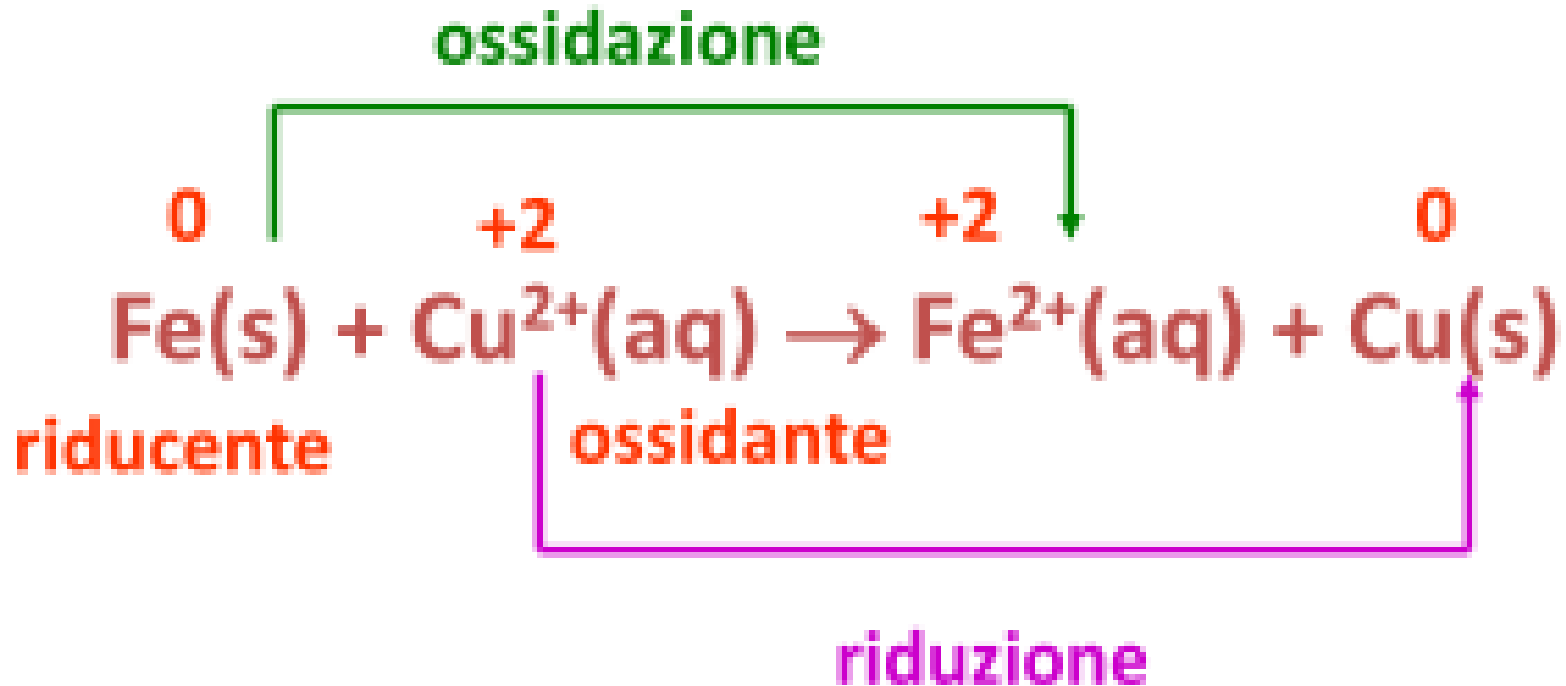 ossidazione
0 +2 +2 0
Fe(s) + Cu²⁺(aq) → Fe²⁺(aq) + Cu(s)
riducente ossidante
riduzione